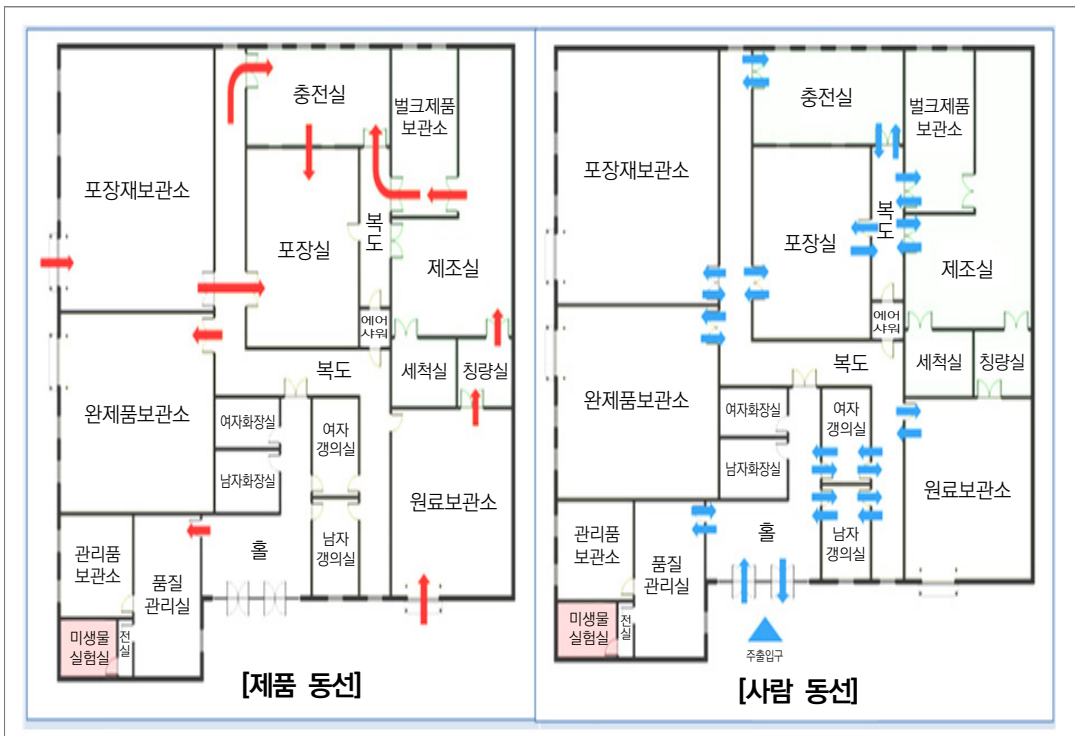 충전실
벌크제품
보관소
포장재보관소
복
도
포장실
제조실
에어
샤워
복도
세척실
칭량실
완제품보관소
여자화장실
여자
갱의실
남자화장실
원료보관소
관리품
보관소
품질
관리실
홀
남자
갱의실
미생물
실험실
전
실
[제품 동선]
충전실
벌크제품
보관소
포장재보관소
복
도
포장실
제조실
에어
샤워
복도
세척실
칭량실
완제품보관소
여자화장실
여자
갱의실
남자화장실
원료보관소
관리품
보관소
품질
관리실
홀
남자
갱의실
미생물
실험실
전
실
주출입구
[사람 동선]